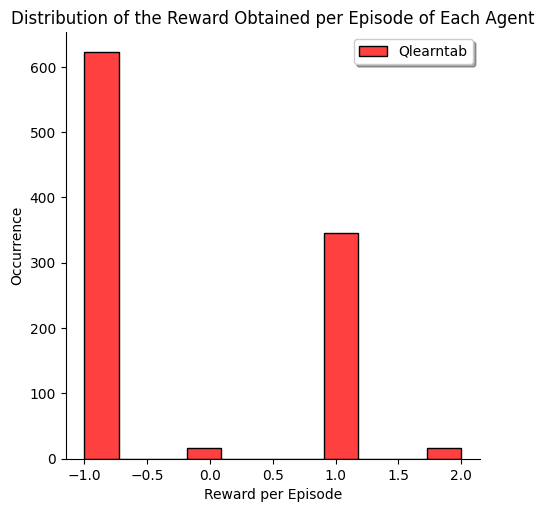 Distribution of the Reward Obtained per Episode of Each Agent
Qlearntab
600
500
400
300
200
100
0
Occurrence
−1.0 −0.5 0.0 0.5 1.0 1.5 2.0
Reward per Episode